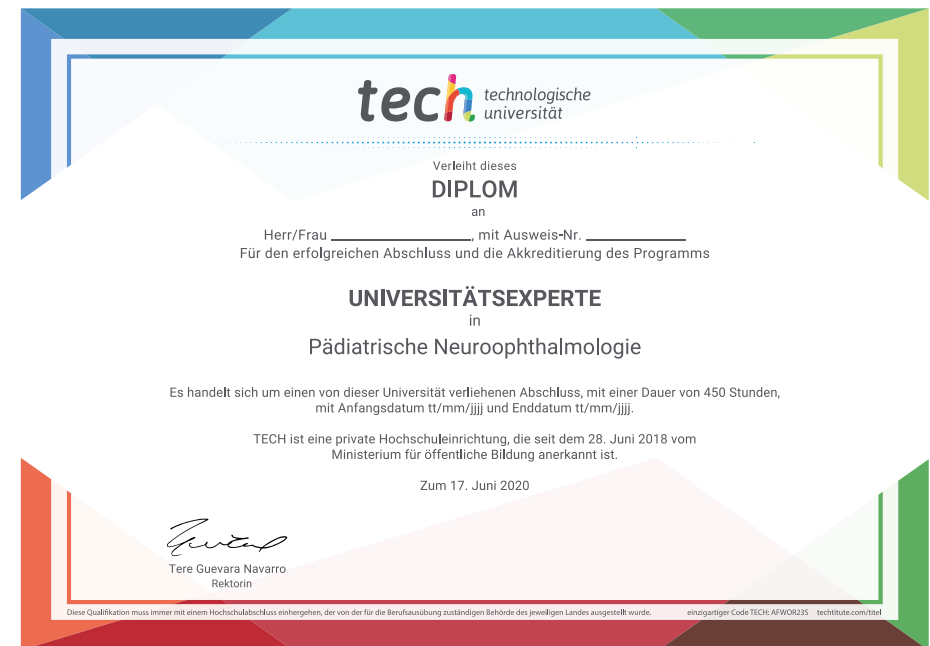 tech technologische
universität
Verleiht dieses
DIPLOM
an
Herr/Frau ____________________, mit Ausweis-Nr. ______________
Für den erfolgreichen Abschluss und die Akkreditierung des Programms
UNIVERSITÄTSEXPERTE
in
Pädiatrische Neuroophthalmologie
Es handelt sich um einen von dieser Universität verliehenen Abschluss, mit einer Dauer von 450 Stunden,
mit Anfangsdatum tt/mm/jjjj und Enddatum tt/mm/jjjj.
TECH ist eine private Hochschuleinrichtung, die seit dem 28. Juni 2018 vom
Ministerium für öffentliche Bildung anerkannt ist.
Zum 17. Juni 2020
Tere Guevara Navarro
Rektorin
Diese Qualifikation muss immer mit einem Hochschulabschluss einhergehen, der von der für die Berufsausübung zuständigen Behörde des jeweiligen Landes ausgestellt wurde. einzigartiger Code TECH: AFWOR23S techtitute.com/titel